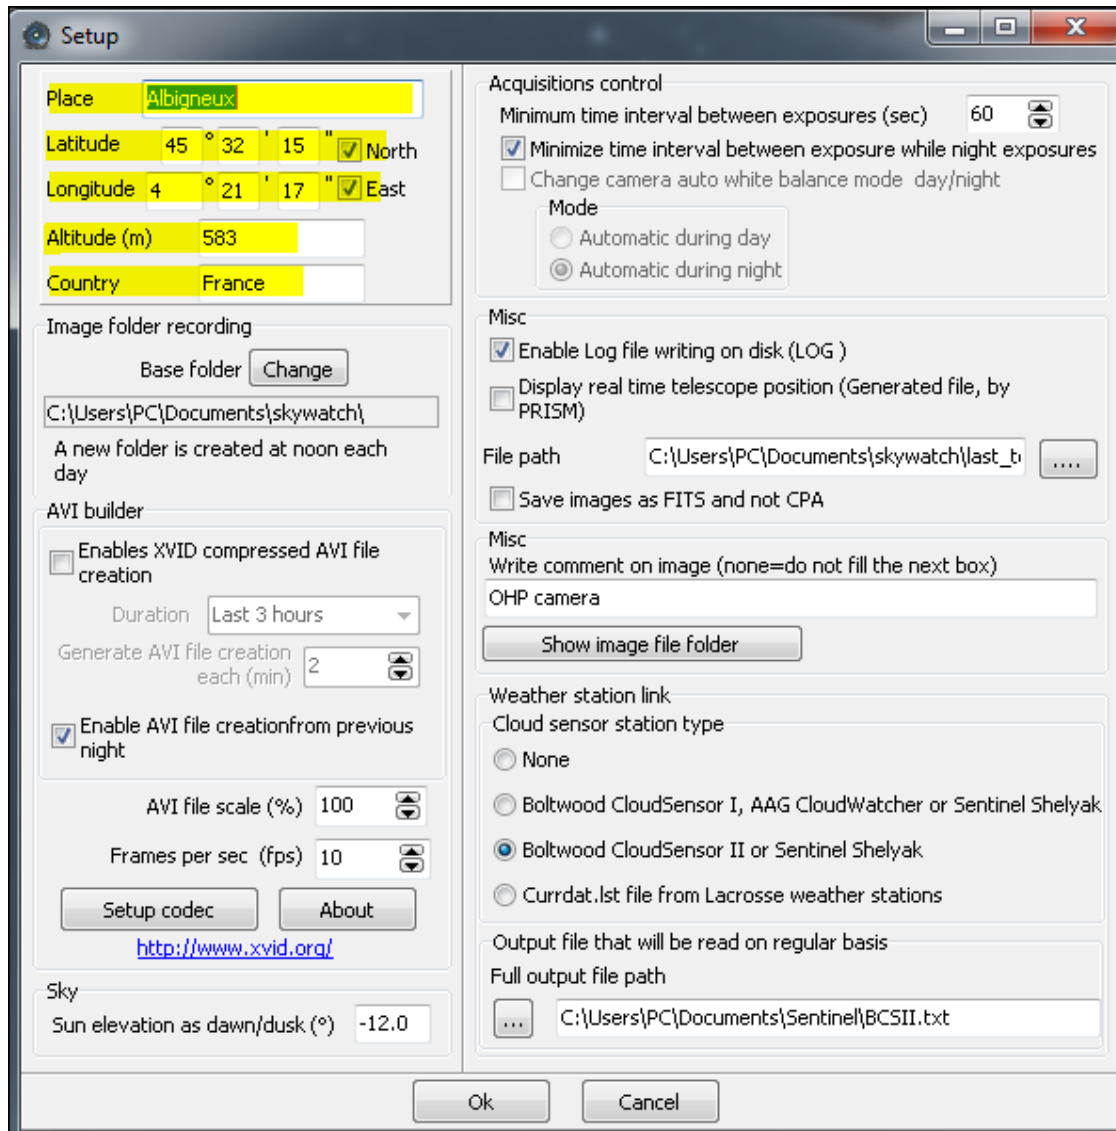 Setup
Place Albigneux
Latitude 45 ° 32 ' 15 " North
Longitude 4 ° 21 ' 17 " East
Altitude (m) 583
Country France
Image folder recording
Base folder Change
C:\Users\PC\Documents\skywatch\
A new folder is created at noon each
day
AVI builder
Enables XVID compressed AVI file
creation
Duration Last 3 hours
Generate AVI file creation
each (min) 2
Enable AVI file creationfrom previous
night
AVI file scale (%) 100
Frames per sec (fps) 10
Setup codec About
http://www.xvid.org/
Sky
Sun elevation as dawn/dusk (°) -12.0
Acquisitions control
Minimum time interval between exposures (sec) 60
Minimize time interval between exposure while night exposures
Change camera auto white balance mode day/night
Mode
Automatic during day
Automatic during night
Misc
Enable Log file writing on disk (LOG )
Display real time telescope position (Generated file, by
PRISM)
File path C:\Users\PC\Documents\skywatch\last_t ....
Save images as FITS and not CPA
Misc
Write comment on image (none=do not fill the next box)
OHP camera
Show image file folder
Weather station link
Cloud sensor station type
None
Boltwood CloudSensor I, AAG CloudWatcher or Sentinel Shelyak
Boltwood CloudSensor II or Sentinel Shelyak
Currdat.lst file from Lacrosse weather stations
Output file that will be read on regular basis
Full output file path
... C:\Users\PC\Documents\Sentinel\BCSII.txt
Ok Cancel